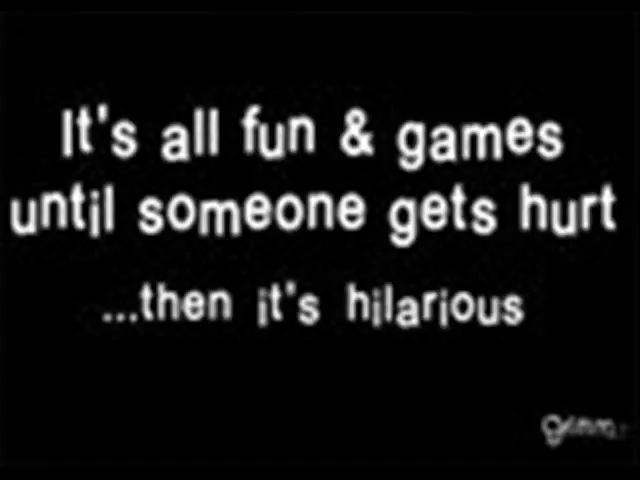 It's all fun & games
until someone gets hurt
...then it's hilarious